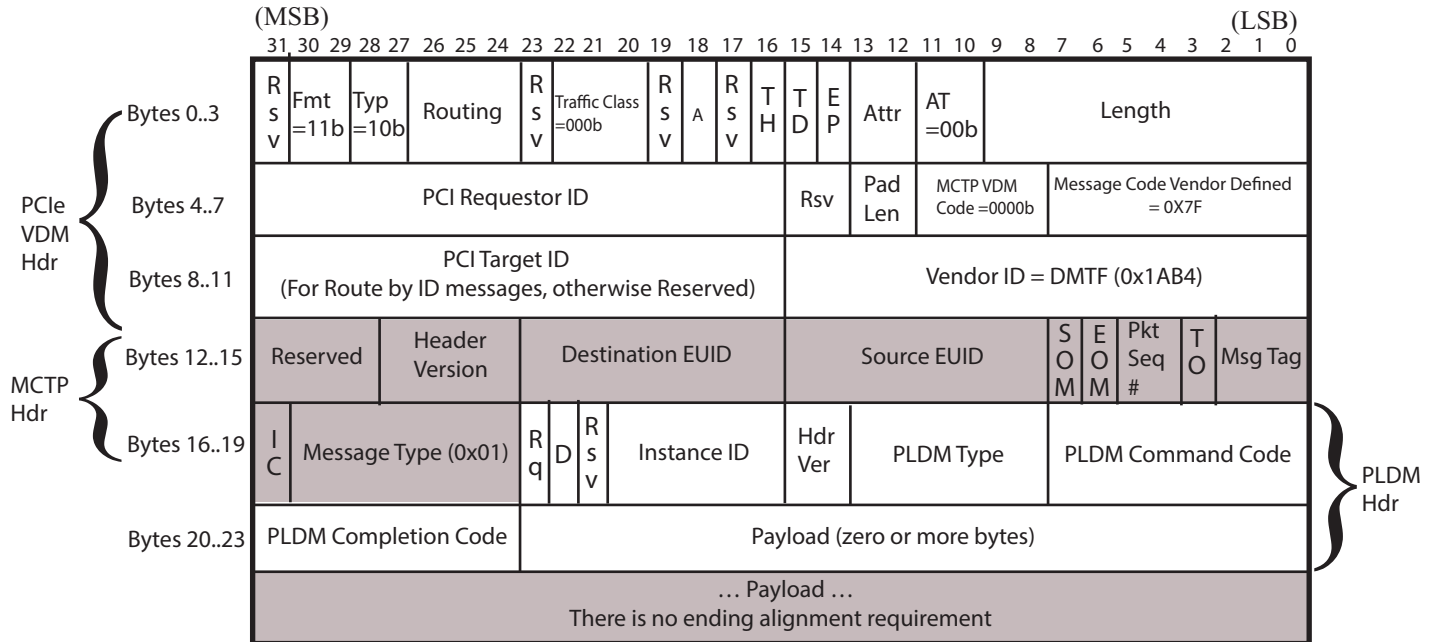 (MSB) (LSB)
31 30 29 28 27 26 25 24 23 22 21 20 19 18 17 16 15 14 13 12 11 10 9 8 7 6 5 4 3 2 1 0
PCIe
VDM
Hdr
Bytes 0..3
R
s
v
Fmt
=11b
Typ
=10b
Routing
R
s
v
Traffic Class
=000b
R
s
v
A
R
s
v
T
H
T
D
E
P
Attr
AT
=00b
Length
Bytes 4..7
PCI Requestor ID
Rsv
Pad
Len
MCTP VDM
Code =0000b
Message Code Vendor Defined
= 0X7F
Bytes 8..11
PCI Target ID
(For Route by ID messages, otherwise Reserved)
Vendor ID = DMTF (0x1AB4)
MCTP
Hdr
Bytes 12..15
Reserved
Header
Version
Destination EUID
Source EUID
S
O
M
E
O
M
Pkt
Seq
#
T
O
Msg Tag
Bytes 16..19
I
C
Message Type (0x01)
R
q
D
R
s
v
Instance ID
Hdr
Ver
PLDM Type
PLDM Command Code
PLDM
Hdr
Bytes 20..23
PLDM Completion Code
Payload (zero or more bytes)
… Payload …
There is no ending alignment requirement